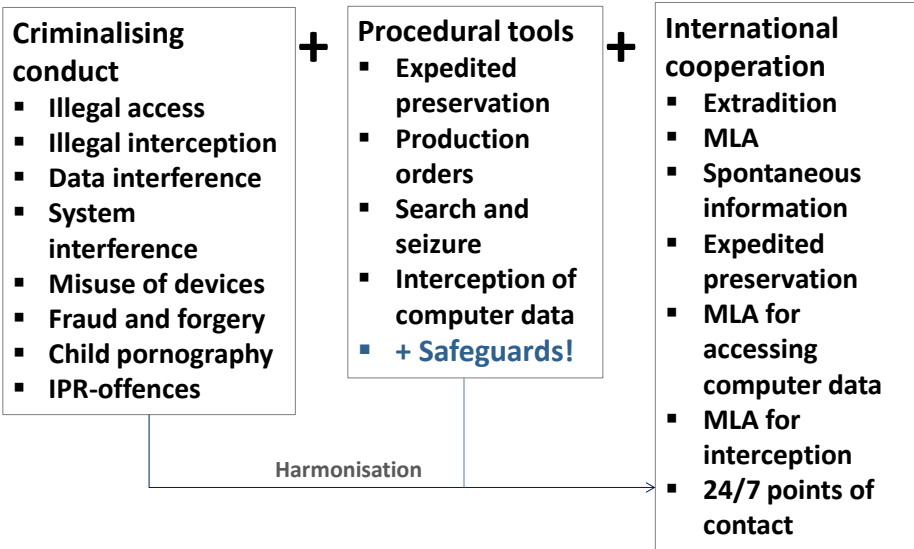 Criminalising
conduct
▪ Illegal access
▪ Illegal interception
▪ Data interference
▪ System
interference
▪ Misuse of devices
▪ Fraud and forgery
▪ Child pornography
▪ IPR-offences
+
Procedural tools
▪ Expedited
preservation
▪ Production
orders
▪ Search and
seizure
▪ Interception of
computer data
▪ + Safeguards!
+
International
cooperation
▪ Extradition
▪ MLA
▪ Spontaneous
information
▪ Expedited
preservation
▪ MLA for
accessing
computer data
▪ MLA for
interception
▪ 24/7 points of
contact
Harmonisation